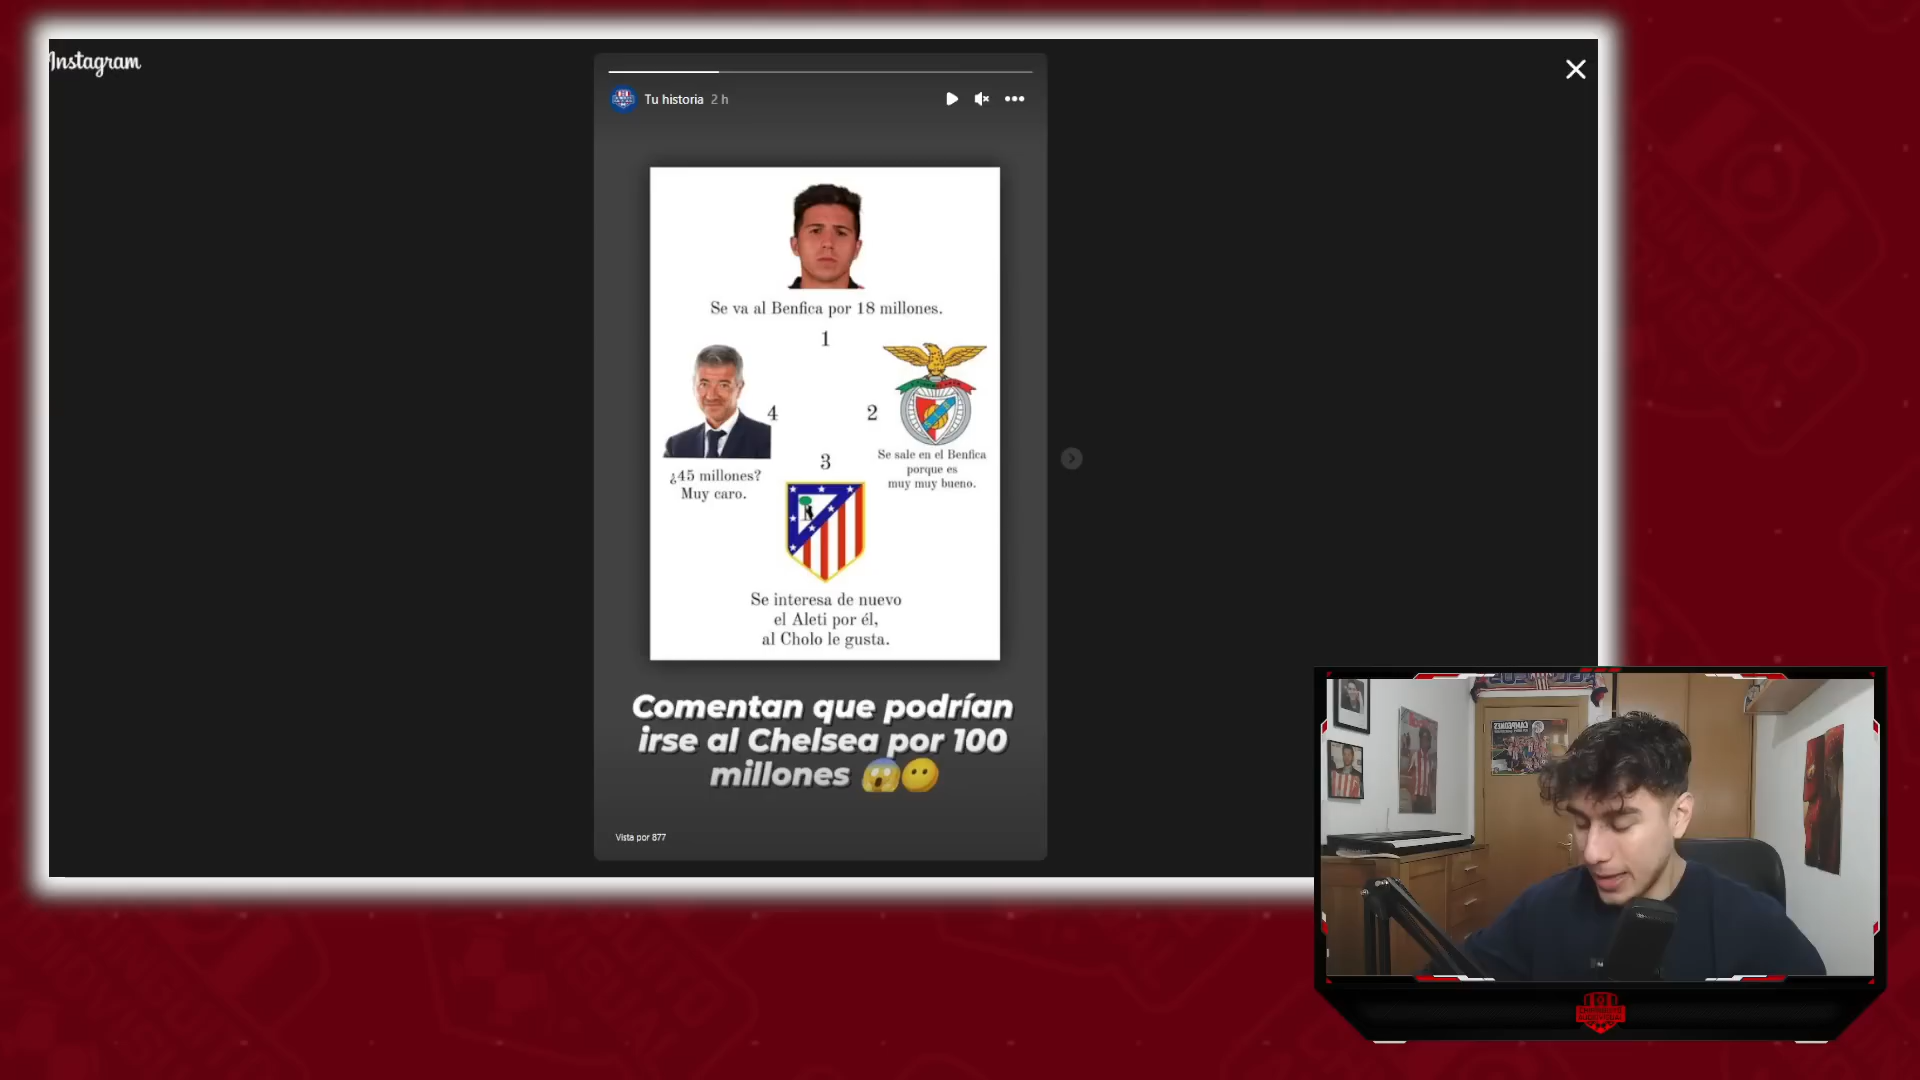 Instagram
Tu historia 2 h
Se va al Benfica por 18 millones.
1
4
2
¿45 millones?
Muy caro.
3
Se sale en el Benfica
porque es
muy muy bueno.
Se interesa de nuevo
el Aleti por él,
al Cholo le gusta.
Comentan que podrían
irse al Chelsea por 100
millones 😱😶
Vista por 877